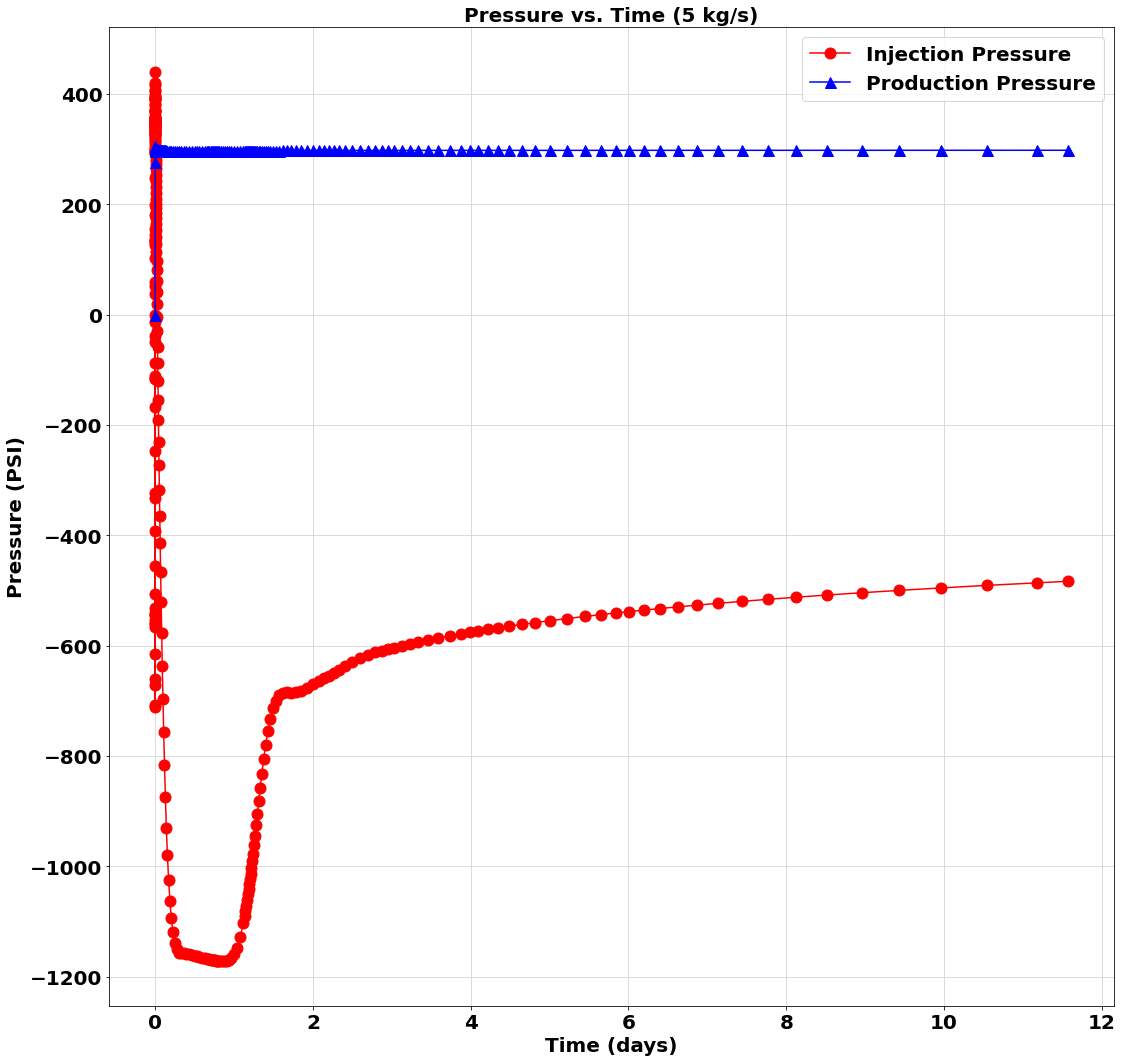 Pressure vs. Time (5 kg/s)
Injection Pressure
Production Pressure
400
200
0
−200
−400
−600
−800
−1000
−1200
Pressure (PSI)
0 2 4 6 8 10 12
Time (days)